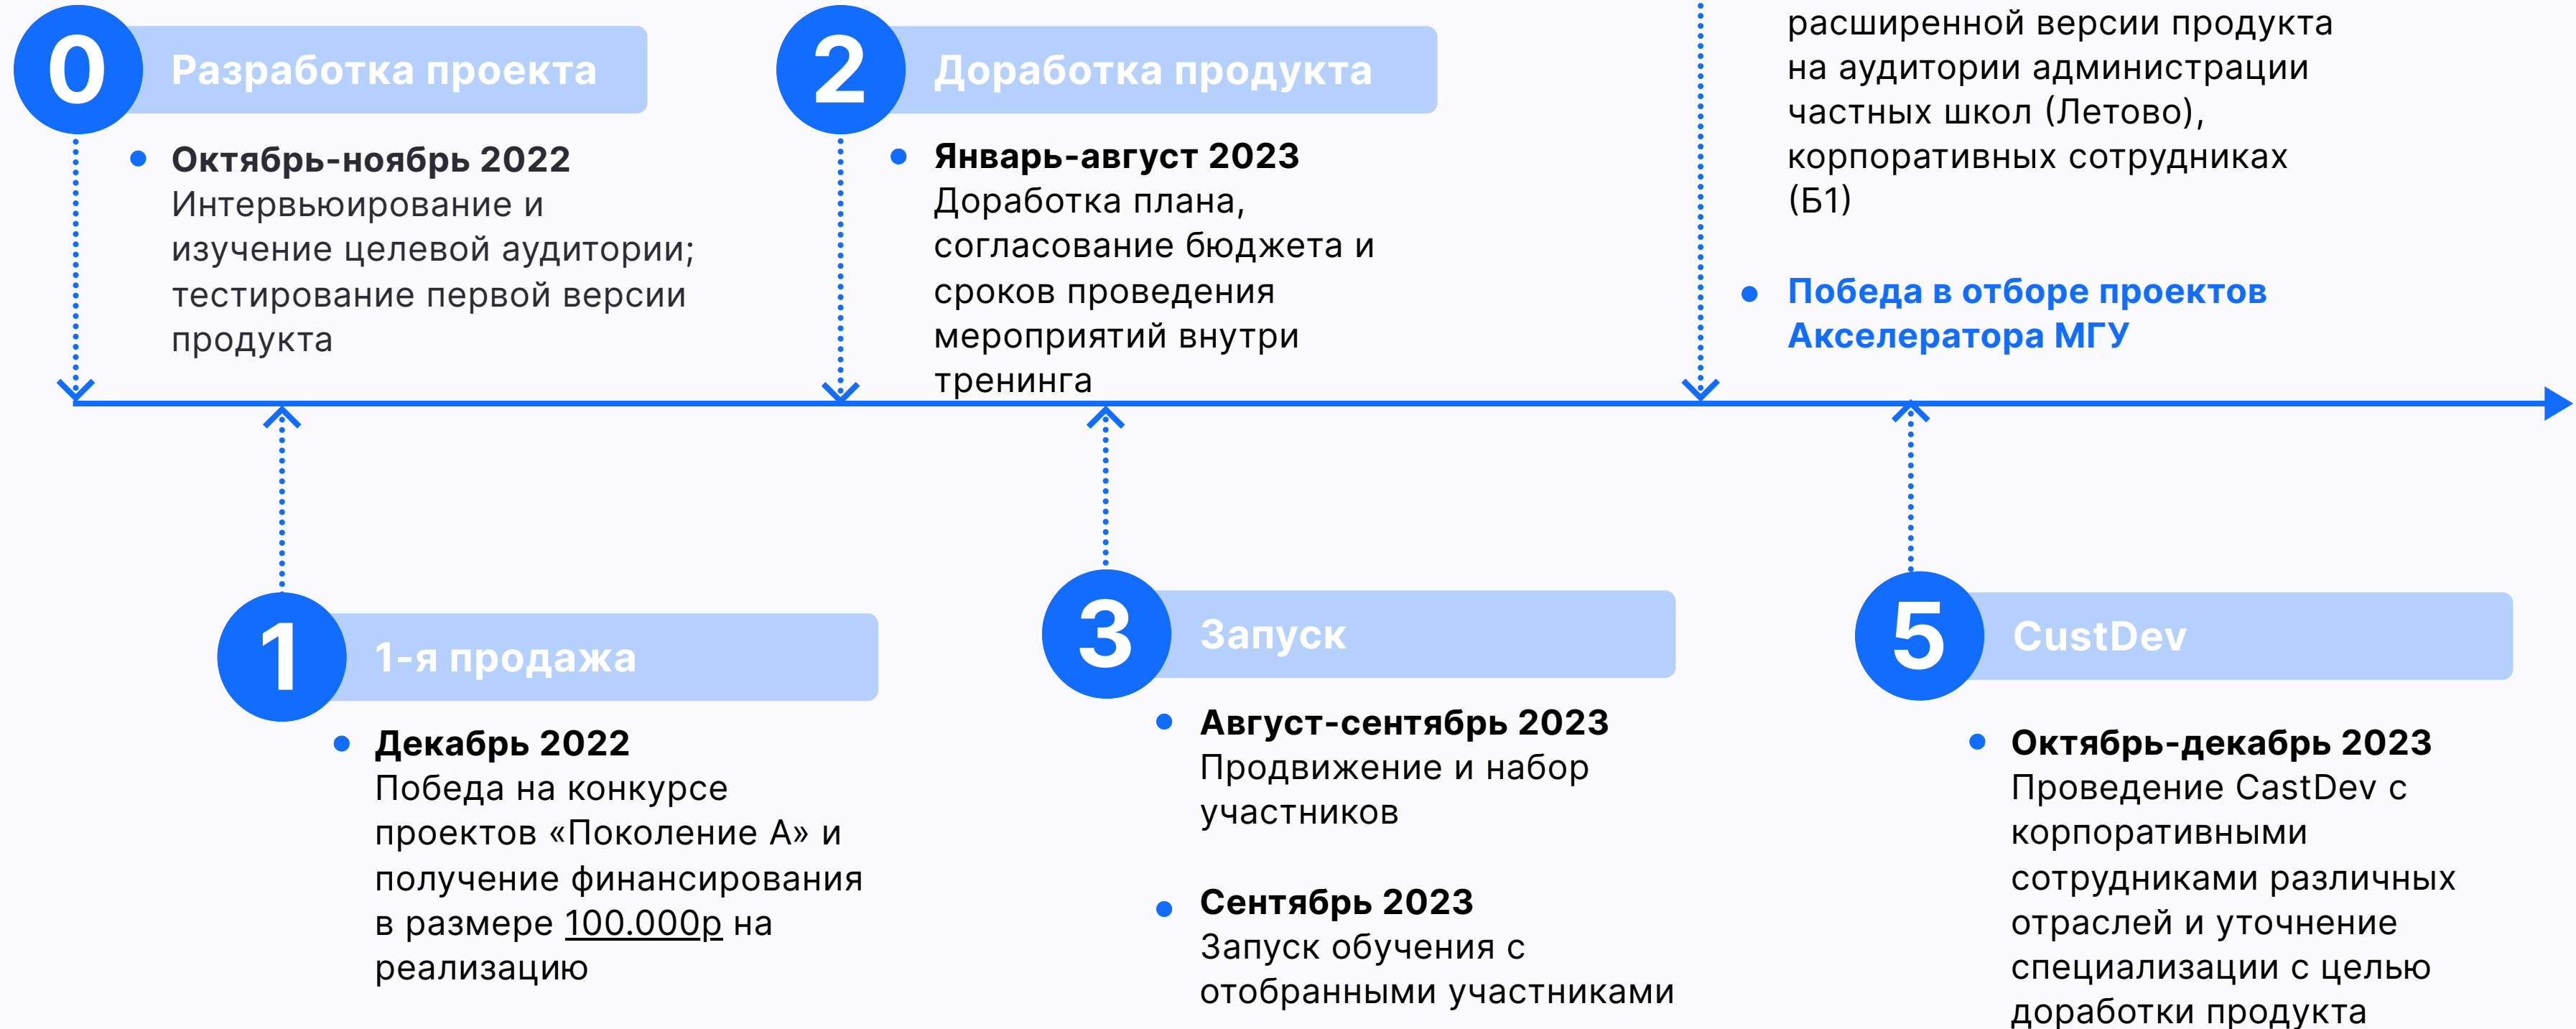 0
Разработка проекта
Октябрь-ноябрь 2022
Интервьюирование и
изучение целевой аудитории;
тестирование первой версии
продукта
2
Доработка продукта
Январь-август 2023
Доработка плана,
согласование бюджета и
сроков проведения
мероприятий внутри
тренинга
расширенной версии продукта
на аудитории администрации
частных школ (Летово),
корпоративных сотрудниках
(Б1)
Победа в отборе проектов
Акселератора МГУ
1
1-я продажа
Декабрь 2022
Победа на конкурсе
проектов «Поколение А» и
получение финансирования
в размере 100.000р на
реализацию
3
Запуск
Август-сентябрь 2023
Продвижение и набор
участников
Сентябрь 2023
Запуск обучения с
отобранными участниками
5
CustDev
Октябрь-декабрь 2023
Проведение CastDev с
корпоративными
сотрудниками различных
отраслей и уточнение
специализации с целью
доработки продукта